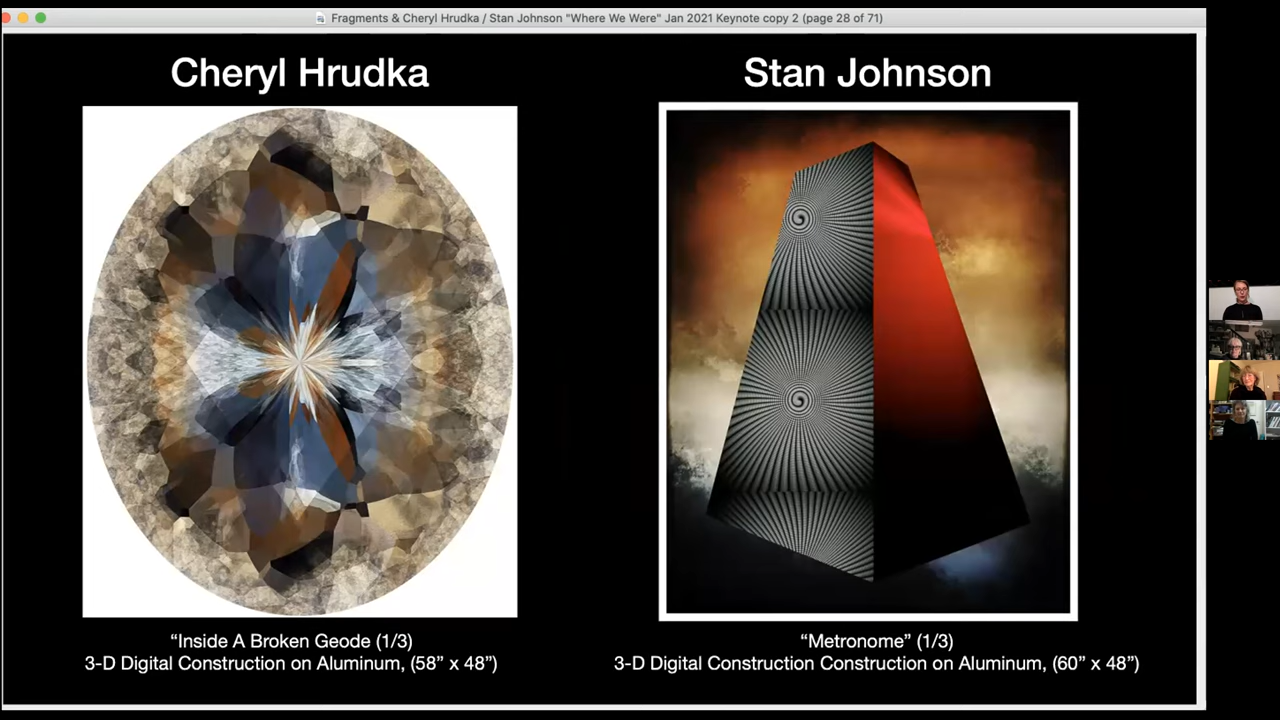 Fragments & Cheryl Hrudka / Stan Johnson "Where We Were" Jan 2021 Keynote copy 2 (page 28 of 71)
Cheryl Hrudka
Stan Johnson
“Inside A Broken Geode (1/3)
3-D Digital Construction on Aluminum, (58” x 48”)
“Metronome” (1/3)
3-D Digital Construction Construction on Aluminum, (60” x 48”)